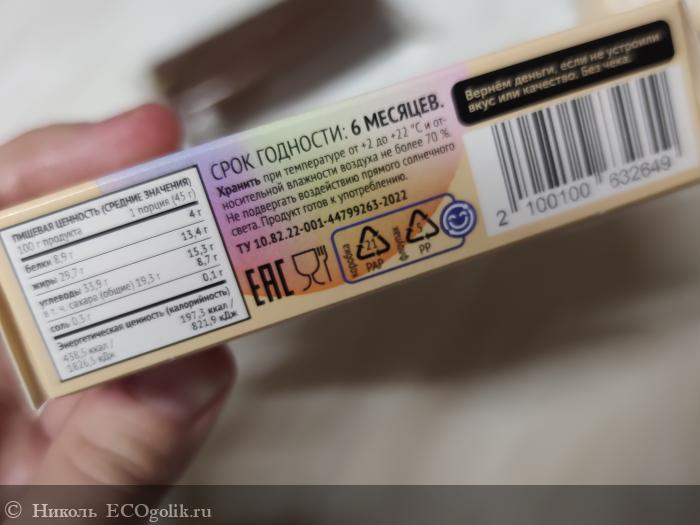 ПИЩЕВАЯ ЦЕННОСТЬ (СРЕДНИЕ ЗНАЧЕНИЯ)
100 г продукта 1 порция (45 г)
белки 8,9 г 4 г
жиры 29,7 г 13,4 г
углеводы 33,9 г 15,3 г
в т. ч. сахара (общие) 19,3 г 8,7 г
соль 0,3 г 0,1 г
Энергетическая ценность (калорийность)
438,5 ккал / 197,3 ккал /
1826,5 кДж 821,9 кДж
СРОК ГОДНОСТИ: 6 МЕСЯЦЕВ.
Хранить при температуре от +2 до +22 °С и от-
носительной влажности воздуха не более 70 %.
Не подвергать воздействию прямого солнечного
света. Продукт готов к употреблению.
ТУ 10.82.22-001-44799263-2022
EAC
коробка 21 PAP
5 PP
Вернём деньги, если не устроили
вкус или качество. Без чека.
2 100100 632649
© Николь ECOgolik.ru